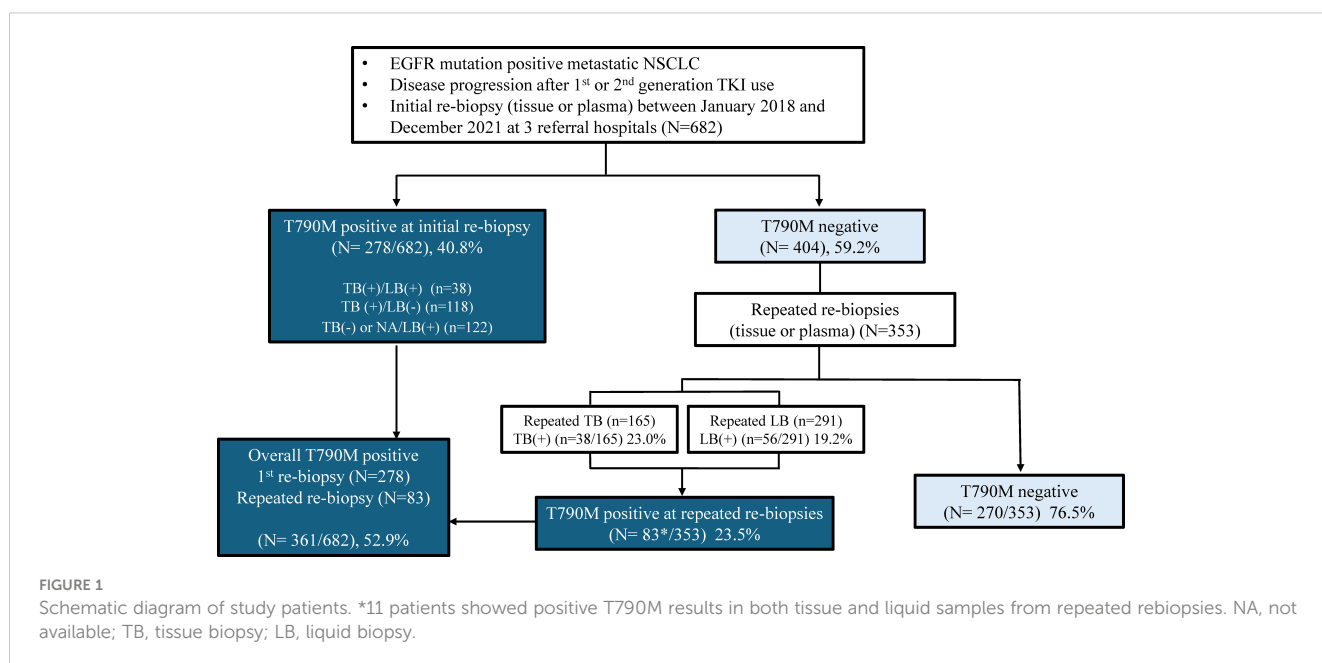 • EGFR mutation positive metastatic NSCLC
• Disease progression after 1st or 2nd generation TKI use
• Initial re-biopsy (tissue or plasma) between January 2018 and
December 2021 at 3 referral hospitals (N=682)
T790M positive at initial re-biopsy
(N= 278/682), 40.8%
TB(+)/LB(+) (n=38)
TB (+)/LB(-) (n=118)
TB(-) or NA/LB(+) (n=122)
T790M negative
(N= 404), 59.2%
Repeated re-biopsies
(tissue or plasma) (N=353)
Repeated TB (n=165)
TB(+) (n=38/165) 23.0%
Repeated LB (n=291)
LB(+) (n=56/291) 19.2%
Overall T790M positive
1st re-biopsy (N=278)
Repeated re-biopsy (N=83)
(N= 361/682), 52.9%
T790M positive at repeated re-biopsies
(N= 83*/353) 23.5%
T790M negative
(N= 270/353) 76.5%
FIGURE 1
Schematic diagram of study patients. *11 patients showed positive T790M results in both tissue and liquid samples from repeated rebiopsies. NA, not
available; TB, tissue biopsy; LB, liquid biopsy.